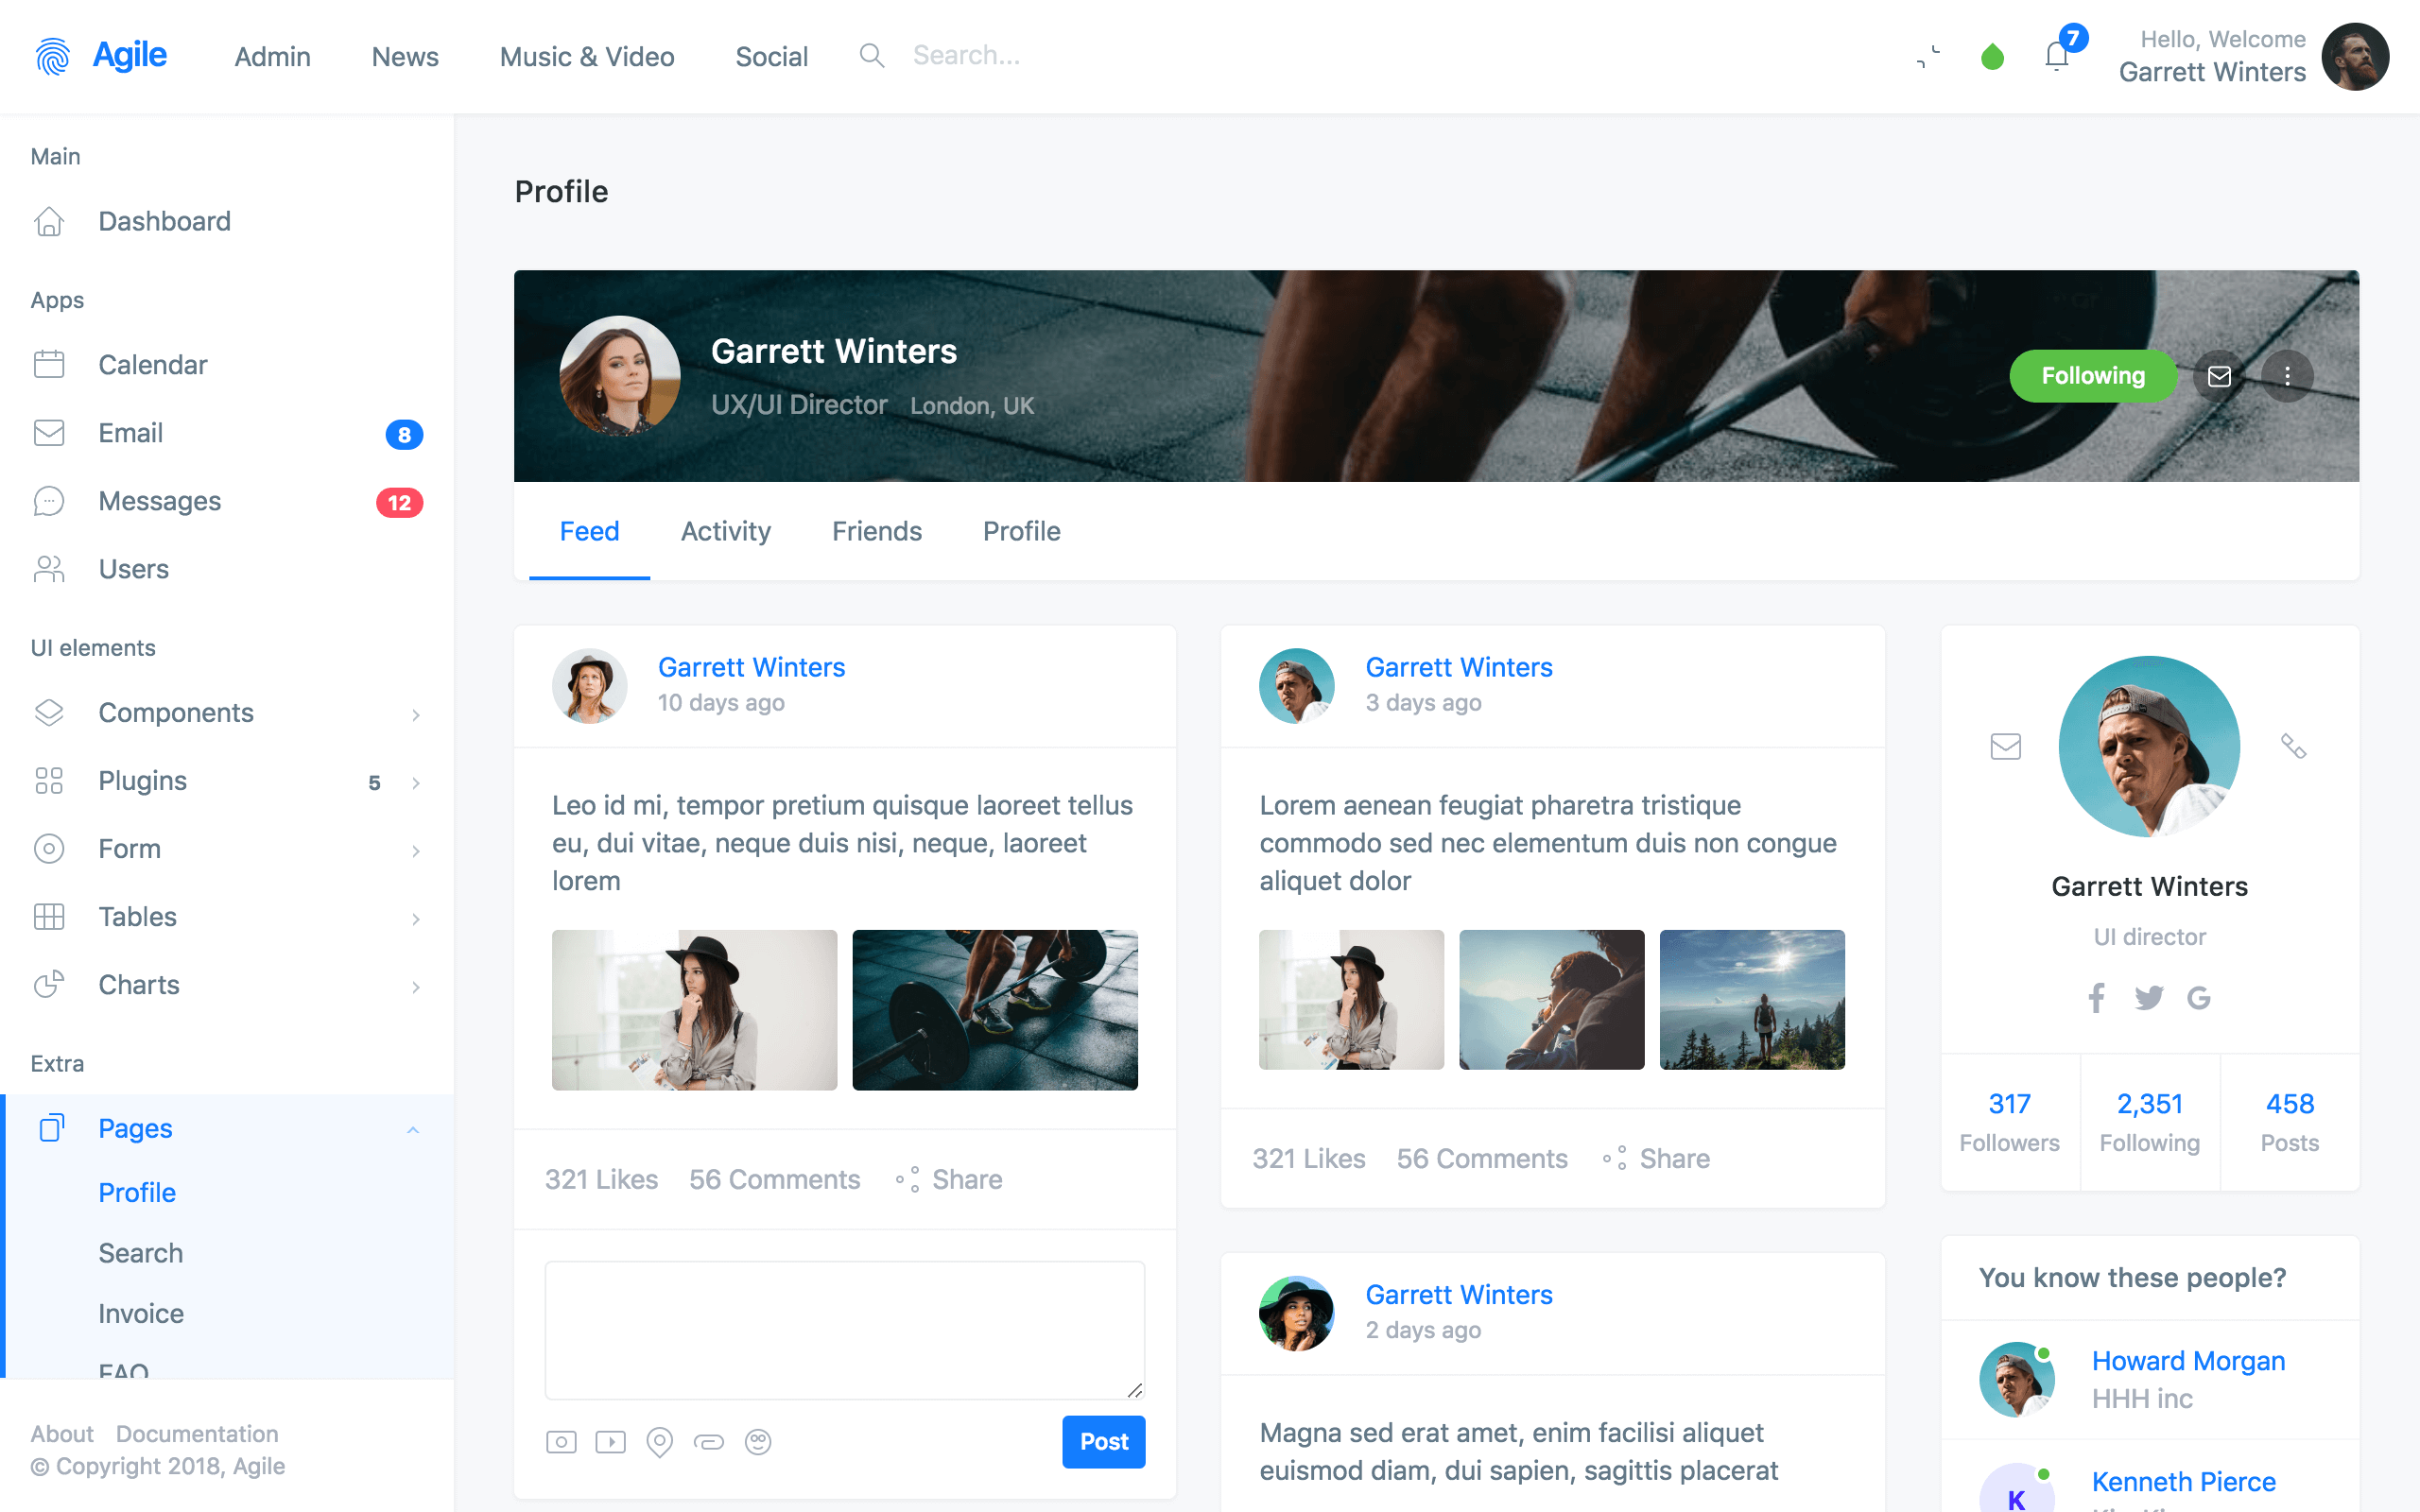 Agile
Admin
News
Music & Video
Social
Search...
7
Hello, Welcome
Garrett Winters
Main
Dashboard
Apps
Calendar
Email
8
Messages
12
Users
UI elements
Components
Plugins
5
Form
Tables
Charts
Extra
Pages
Profile
Search
Invoice
FAQ
About Documentation
© Copyright 2018, Agile
Profile
Garrett Winters
UX/UI Director London, UK
Following
Feed
Activity
Friends
Profile
Garrett Winters
10 days ago
Leo id mi, tempor pretium quisque laoreet tellus
eu, dui vitae, neque duis nisi, neque, laoreet
lorem
321 Likes
56 Comments
Share
Post
Garrett Winters
3 days ago
Lorem aenean feugiat pharetra tristique
commodo sed nec elementum duis non congue
aliquet dolor
321 Likes
56 Comments
Share
Garrett Winters
2 days ago
Magna sed erat amet, enim facilisi aliquet
euismod diam, dui sapien, sagittis placerat
Garrett Winters
UI director
317
Followers
2,351
Following
458
Posts
You know these people?
Howard Morgan
HHH inc
K
Kenneth Pierce